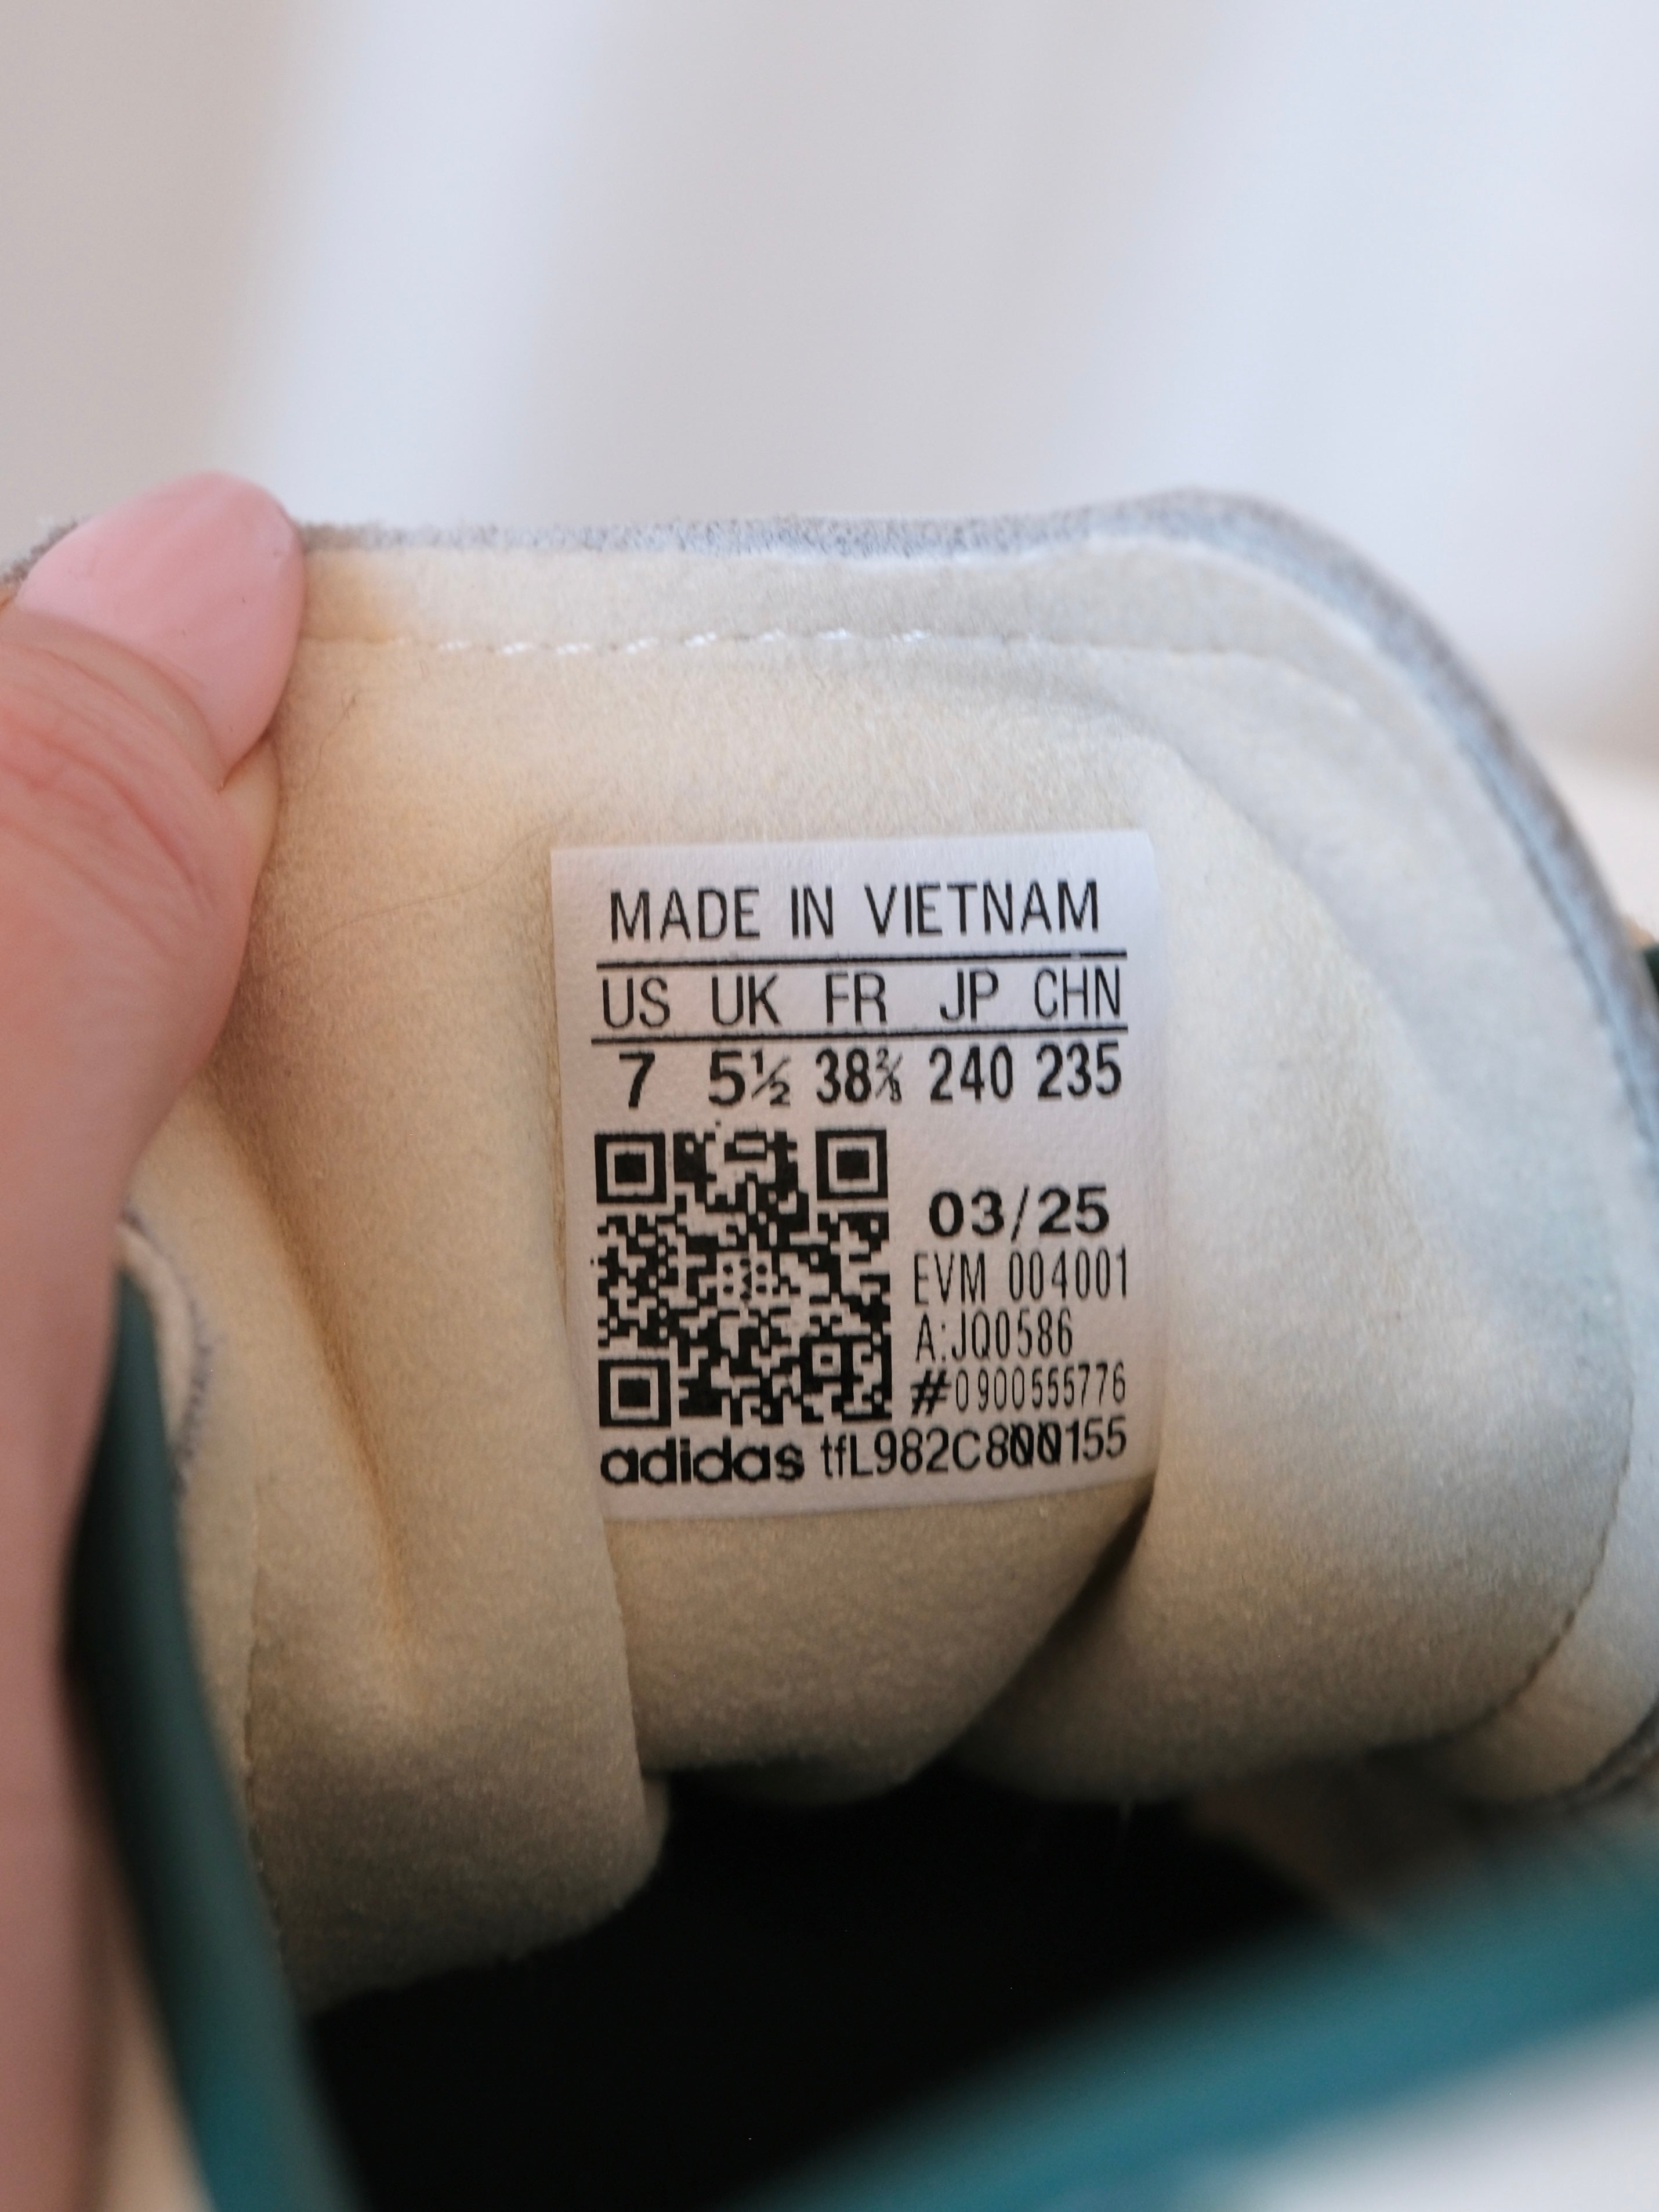 MADE IN VIETNAM
US UK FR JP CHN
7 5½ 38⅔ 240 235
03/25
EVM 004001
A:JQ0586
#0900555776
adidas tfL982C800155